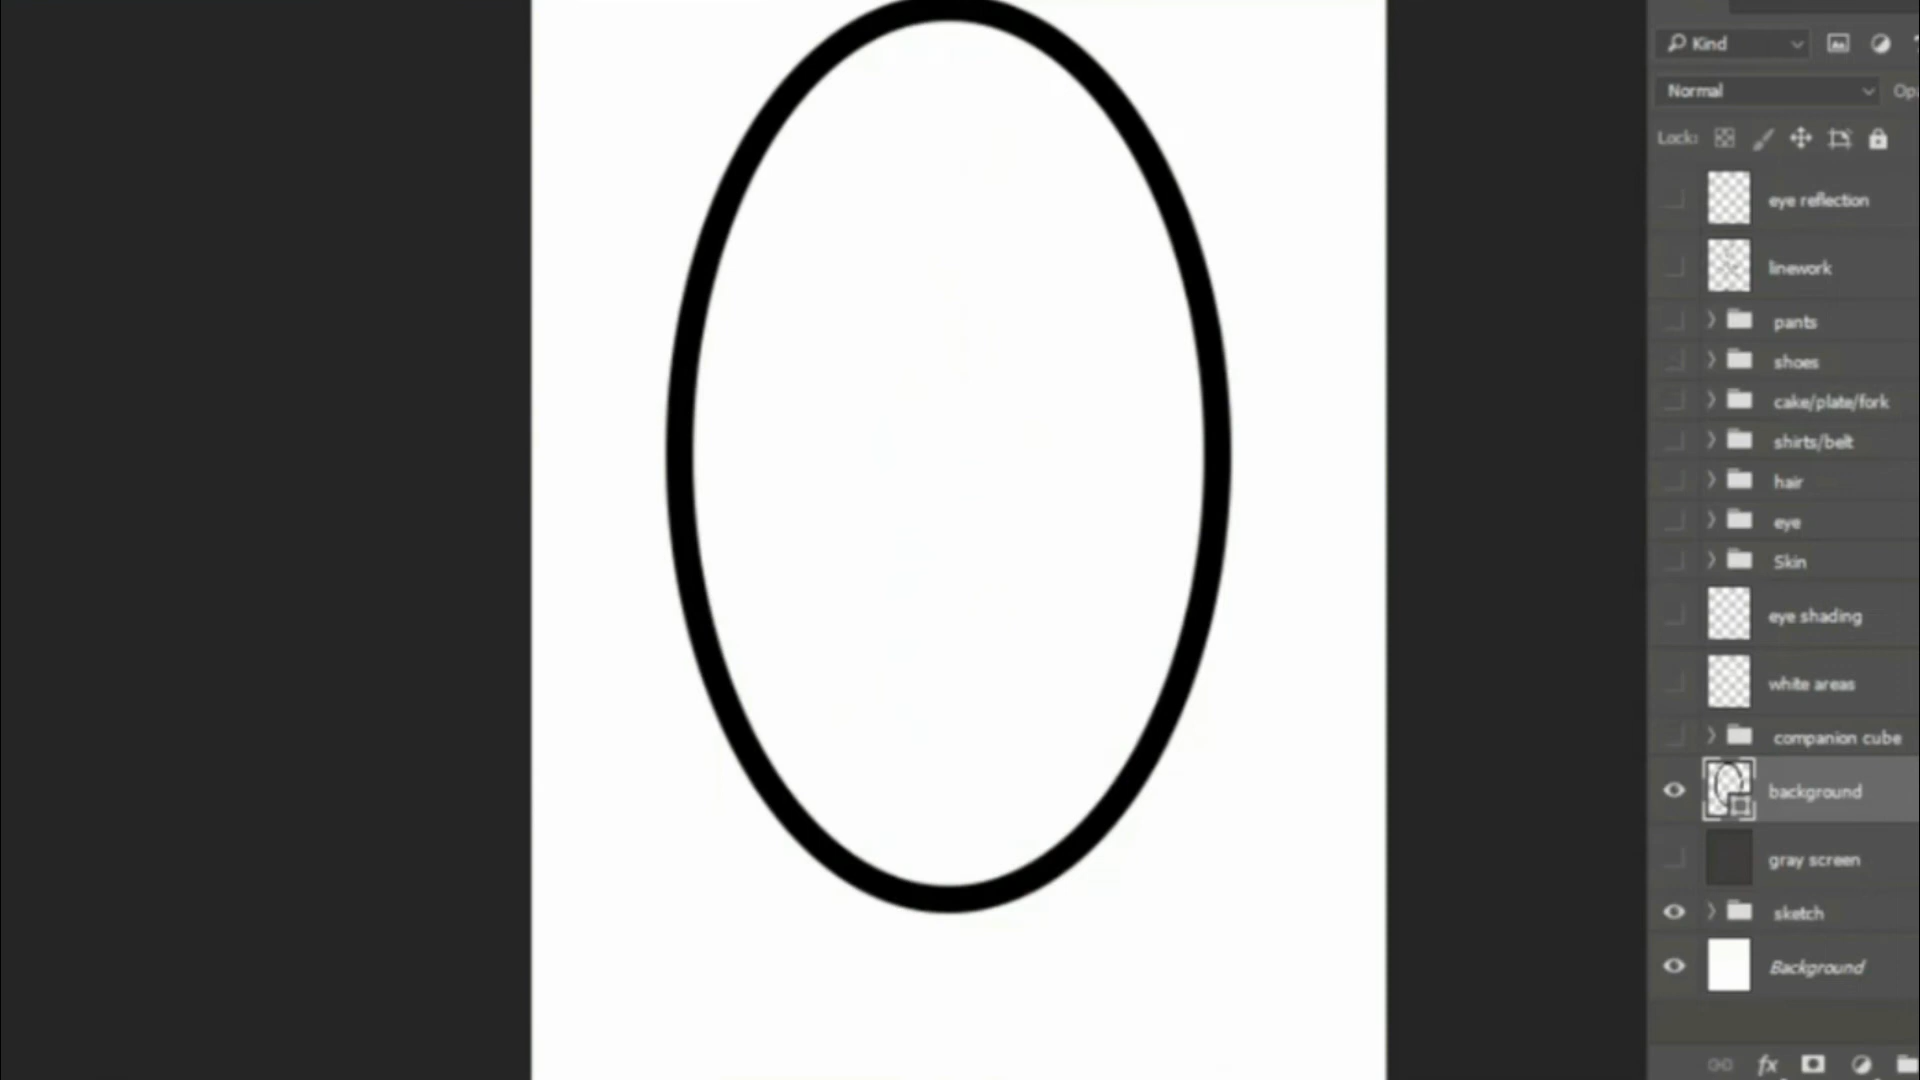 Kind
Normal
Lock:
eye reflection
linework
pants
shoes
cake/plate/fork
shirts/belt
hair
eye
Skin
eye shading
white areas
companion cube
background
gray screen
sketch
Background
fx